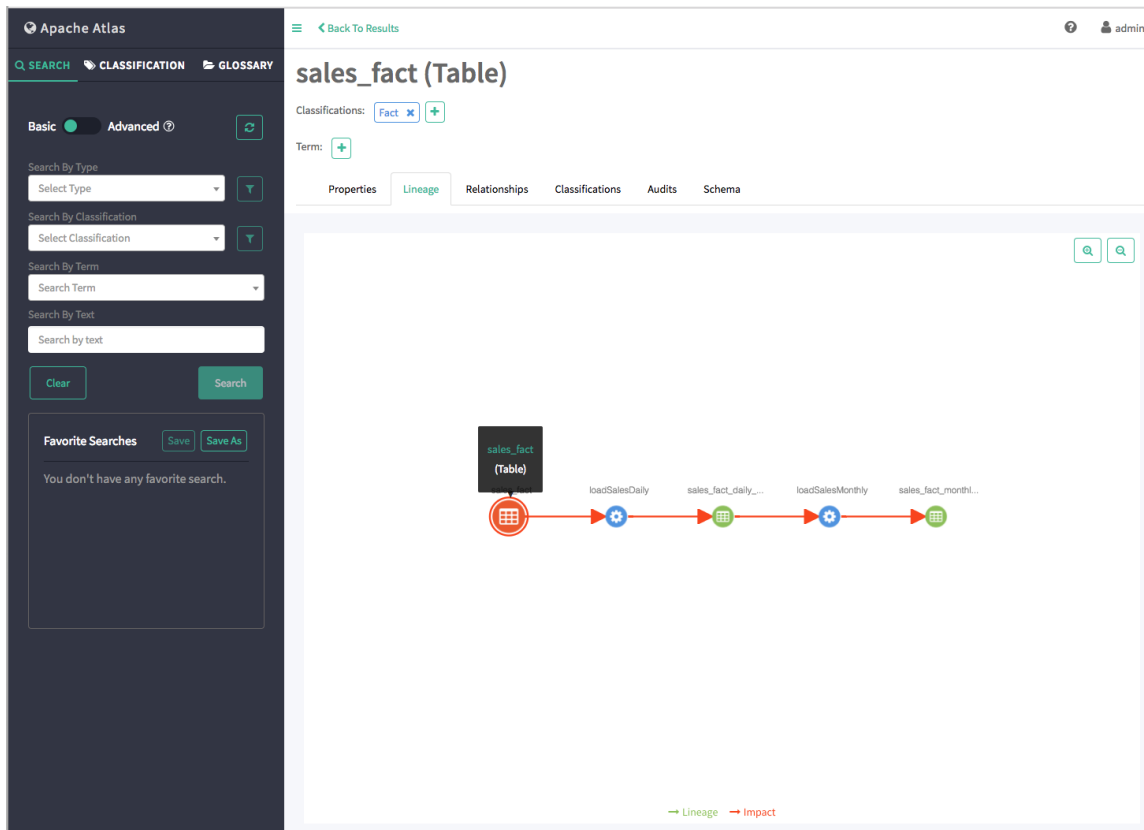 Apache Atlas
SEARCH CLASSIFICATION GLOSSARY
Basic Advanced
Search By Type
Select Type
Search By Classification
Select Classification
Search By Term
Search Term
Search By Text
Search by text
Clear Search
Favorite Searches Save Save As
You don't have any favorite search.
Back To Results admin
sales_fact (Table)
Classifications: Fact
Term:
Properties Lineage Relationships Classifications Audits Schema
sales_fact
(Table)
sales_fact loadSalesDaily sales_fact_daily_... loadSalesMonthly sales_fact_monthl...
Lineage Impact